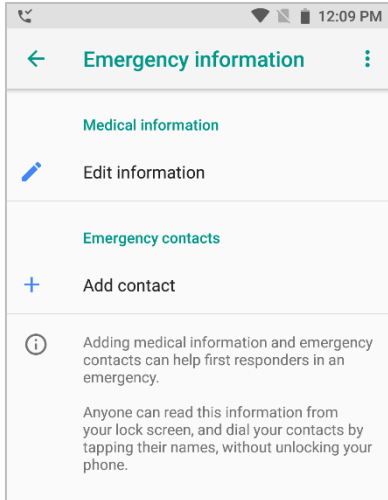 12:09 PM
Emergency information
Medical information
Edit information
Emergency contacts
Add contact
Adding medical information and emergency
contacts can help first responders in an
emergency.
Anyone can read this information from
your lock screen, and dial your contacts by
tapping their names, without unlocking your
phone.